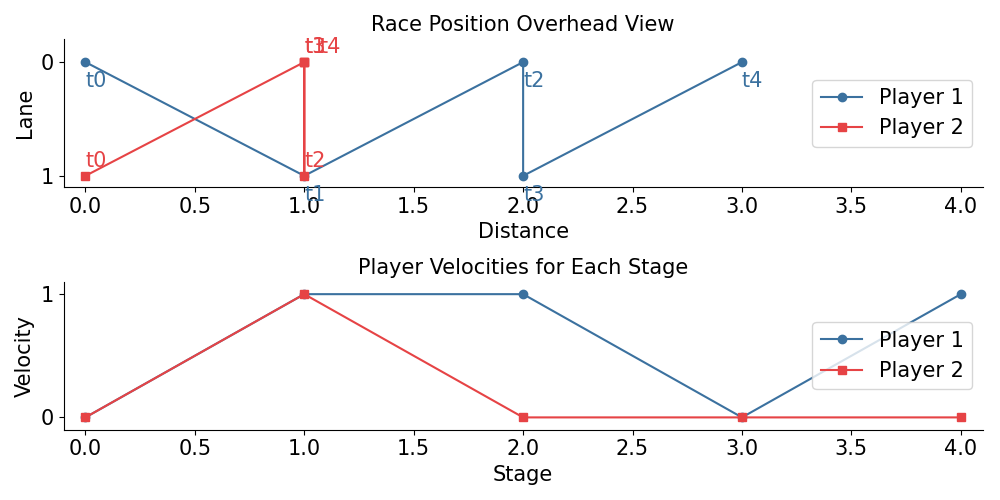 Race Position Overhead View
Lane
0
1
t0
t0
t1
t2
t2
t3
t3
t4
t4
Player 1
Player 2
0.0 0.5 1.0 1.5 2.0 2.5 3.0 3.5 4.0
Distance
Player Velocities for Each Stage
Velocity
1
0
Player 1
Player 2
0.0 0.5 1.0 1.5 2.0 2.5 3.0 3.5 4.0
Stage